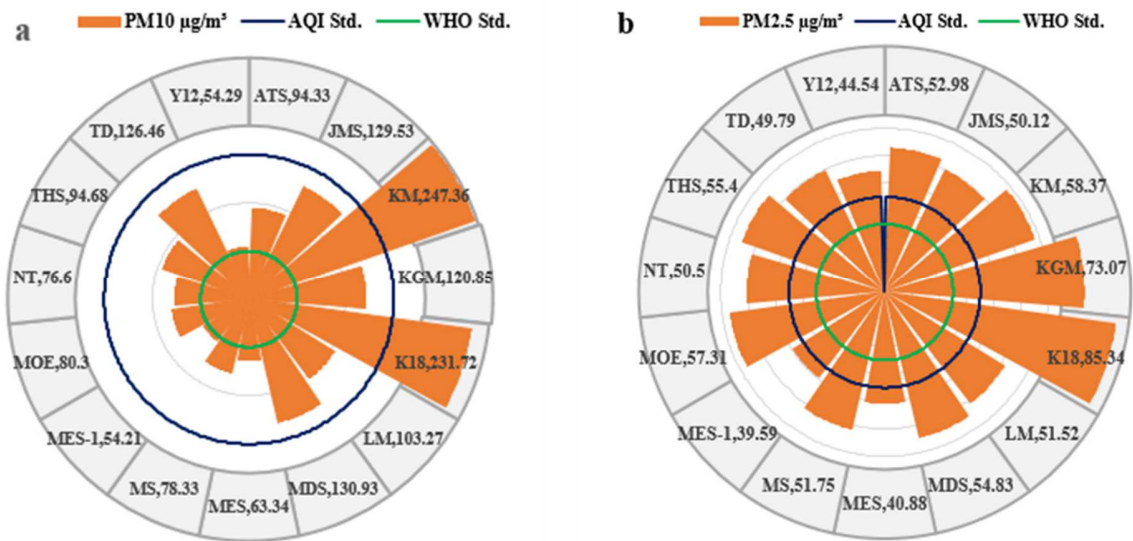 a
PM10 µg/m³ AQI Std. WHO Std.
Y12,54.29
ATS,94.33
JMS,129.53
KM,247.36
KGM,120.85
K18,231.72
LM,103.27
MDS,130.93
MES,63.34
MS,78.33
MES-1,54.21
MOE,80.3
NT,76.6
THS,94.68
TD,126.46
b
PM2.5 µg/m³ AQI Std. WHO Std.
Y12,44.54
ATS,52.98
JMS,50.12
KM,58.37
KGM,73.07
K18,85.34
LM,51.52
MDS,54.83
MES,40.88
MS,51.75
MES-1,39.59
MOE,57.31
NT,50.5
THS,55.4
TD,49.79